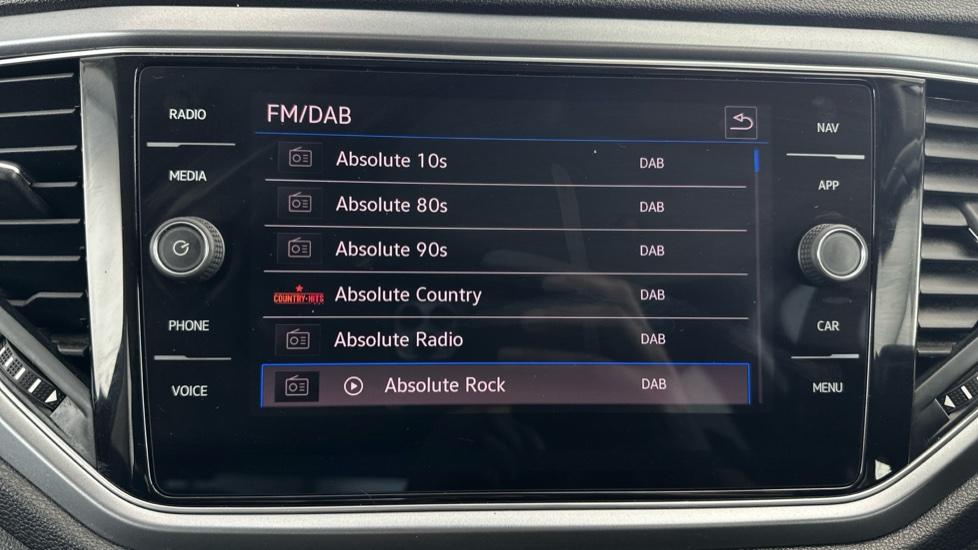 RADIO
MEDIA
PHONE
VOICE
FM/DAB
Absolute 10s DAB
Absolute 80s DAB
Absolute 90s DAB
COUNTRY HITS Absolute Country DAB
Absolute Radio DAB
Absolute Rock DAB
NAV
APP
CAR
MENU